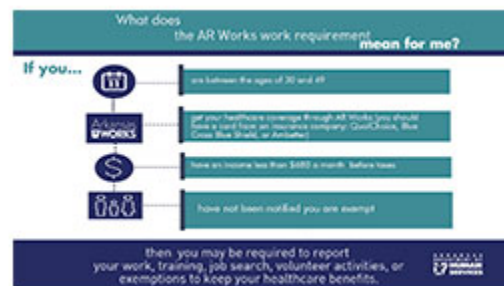 What does
the AR Works work requirement
mean for me?
If you...
are between the ages of 30 and 49
Arkansas
WORKS
get your healthcare coverage through AR Works (you should
have a card from an insurance company: QualChoice, Blue
Cross Blue Shield, or Ambetter)
$
have an income less than $680 a month before taxes
have not been notified you are exempt
then you may be required to report
your work, training, job search, volunteer activities, or
exemptions to keep your healthcare benefits.
HUMAN
SERVICES